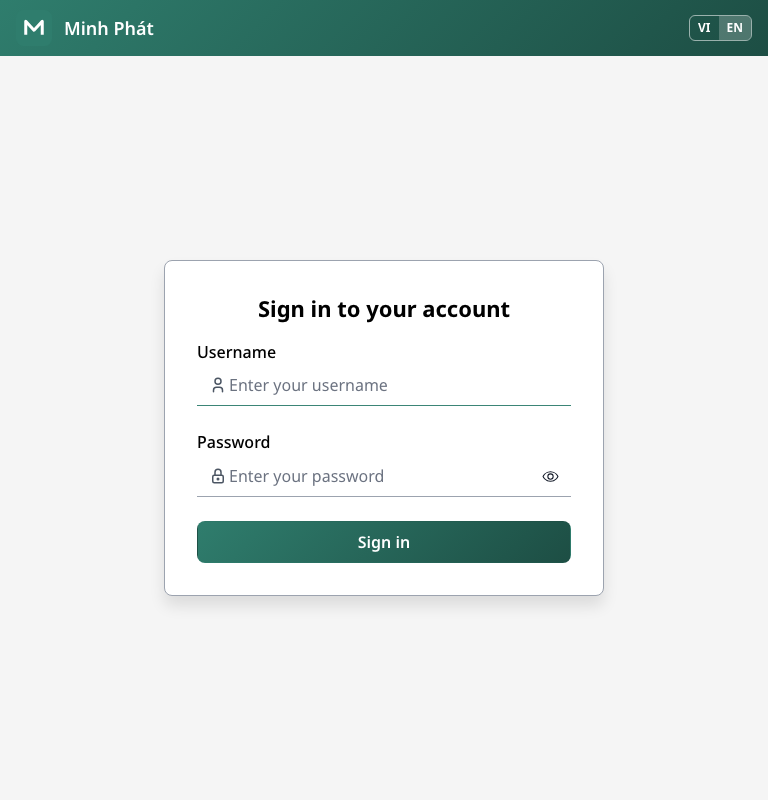 Minh Phát
VI EN
Sign in to your account
Username
Enter your username
Password
Enter your password
Sign in